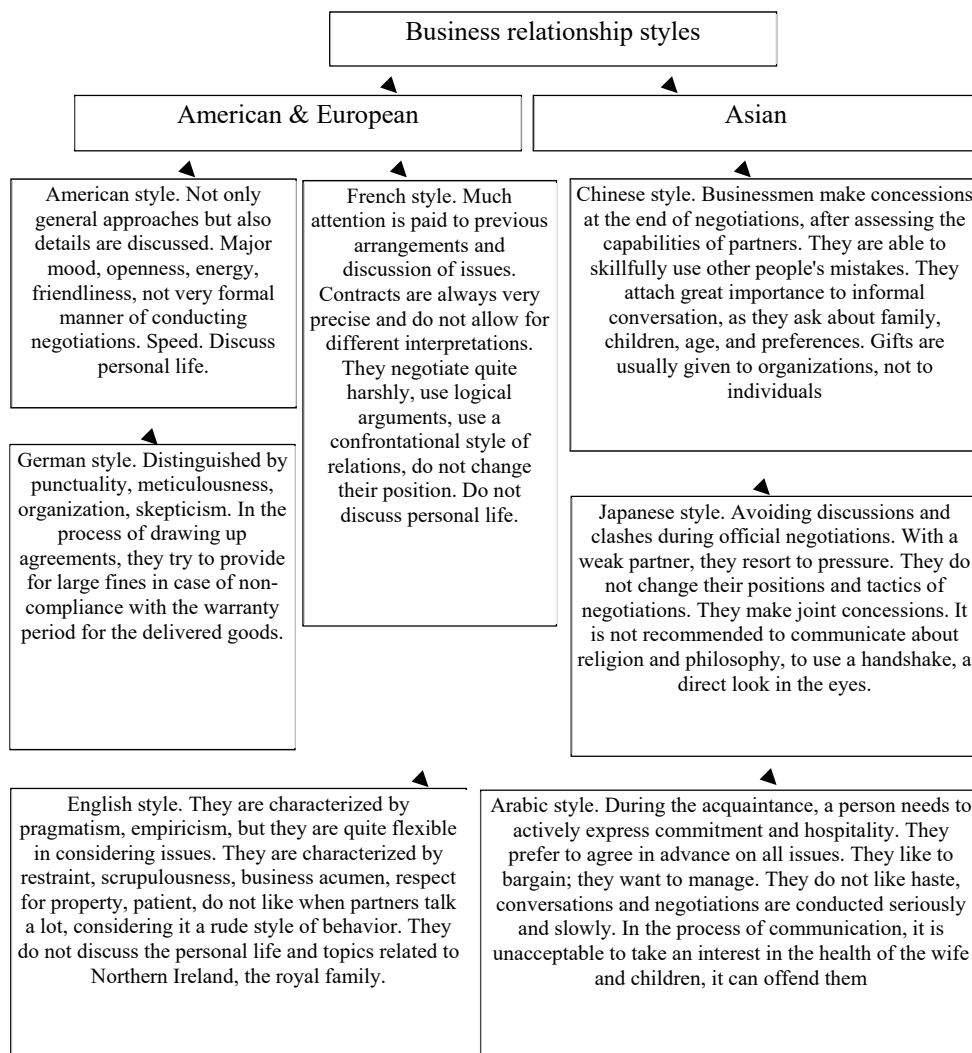 Business relationship styles
American & European
Asian
American style. Not only
general approaches but also
details are discussed. Major
mood, openness, energy,
friendliness, not very formal
manner of conducting
negotiations. Speed. Discuss
personal life.
French style. Much
attention is paid to previous
arrangements and
discussion of issues.
Contracts are always very
precise and do not allow for
different interpretations.
They negotiate quite
harshly, use logical
arguments, use a
confrontational style of
relations, do not change
their position. Do not
discuss personal life.
Chinese style. Businessmen make concessions
at the end of negotiations, after assessing the
capabilities of partners. They are able to
skillfully use other people's mistakes. They
attach great importance to informal
conversation, as they ask about family,
children, age, and preferences. Gifts are
usually given to organizations, not to
individuals
German style. Distinguished by
punctuality, meticulousness,
organization, skepticism. In the
process of drawing up
agreements, they try to provide
for large fines in case of non-
compliance with the warranty
period for the delivered goods.
Japanese style. Avoiding discussions and
clashes during official negotiations. With a
weak partner, they resort to pressure. They do
not change their positions and tactics of
negotiations. They make joint concessions. It
is not recommended to communicate about
religion and philosophy, to use a handshake, a
direct look in the eyes.
English style. They are characterized by
pragmatism, empiricism, but they are quite flexible
in considering issues. They are characterized by
restraint, scrupulousness, business acumen, respect
for property, patient, do not like when partners talk
a lot, considering it a rude style of behavior. They
do not discuss the personal life and topics related to
Northern Ireland, the royal family.
Arabic style. During the acquaintance, a person needs to
actively express commitment and hospitality. They
prefer to agree in advance on all issues. They like to
bargain; they want to manage. They do not like haste,
conversations and negotiations are conducted seriously
and slowly. In the process of communication, it is
unacceptable to take an interest in the health of the wife
and children, it can offend them